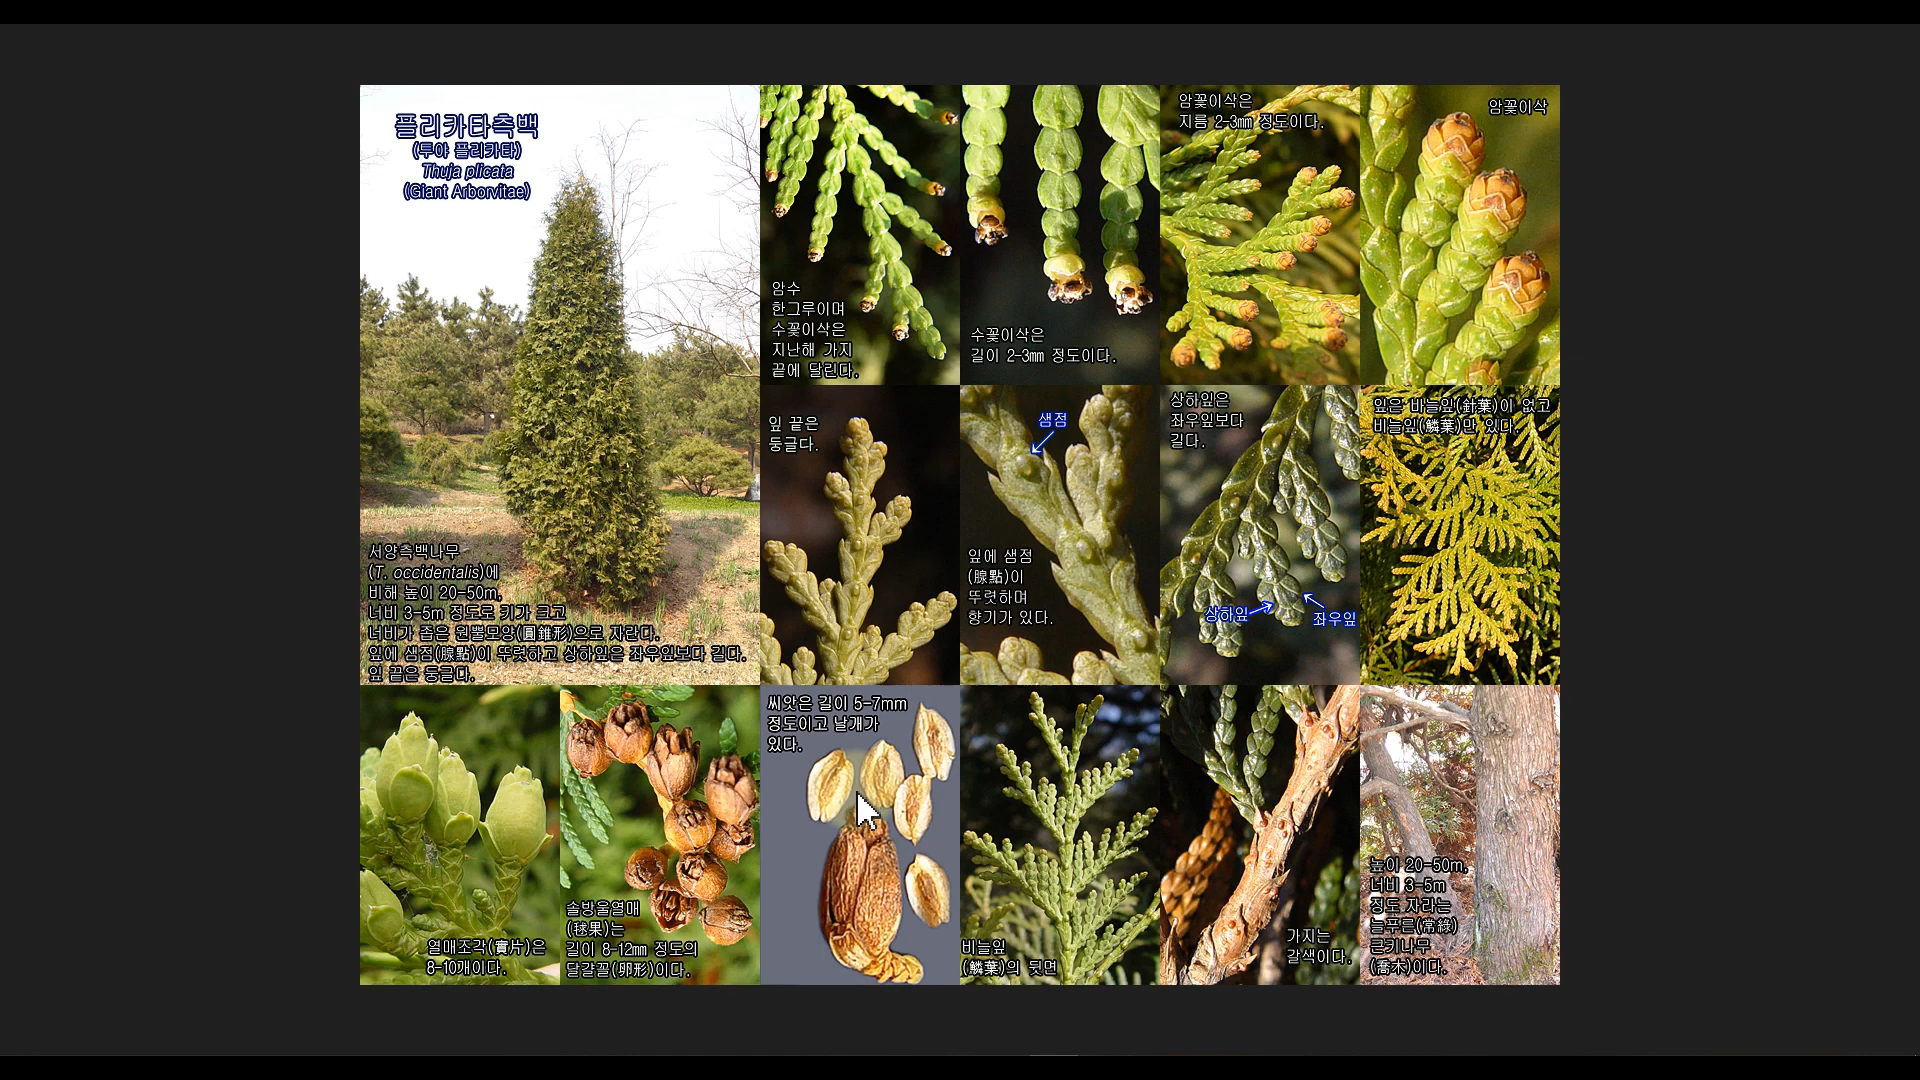 플리카타측백
(투야 플리카타)
Thuja plicata
(Giant Arborvitae)
서양측백나무
(T. occidentalis)에
비해 높이 20-50m,
너비 3-5m 정도로 키가 크고
너비가 좁은 원뿔모양(圓錐形)으로 자란다.
잎에 샘점(腺點)이 뚜렷하고 상하잎은 좌우잎보다 길다.
잎 끝은 둥글다.
암수
한그루이며
수꽃이삭은
지난해 가지
끝에 달린다.
수꽃이삭은
길이 2-3mm 정도이다.
암꽃이삭은
지름 2-3mm 정도이다.
암꽃이삭
잎 끝은
둥글다.
샘점
잎에 샘점
(腺點)이
뚜렷하며
향기가 있다.
상하잎은
좌우잎보다
길다.
상하잎
좌우잎
잎은 바늘잎(針葉)이 없고
비늘잎(鱗葉)만 있다.
열매조각(實片)은
8-10개이다.
솔방울열매
(毬果)는
길이 8-12mm 정도의
달걀꼴(卵形)이다.
씨앗은 길이 5-7mm
정도이고 날개가
있다.
비늘잎
(鱗葉)의 뒷면
가지는
갈색이다.
높이 20-50m,
너비 3-5m
정도 자라는
늘푸른(常綠)
큰키나무
(喬木)이다.